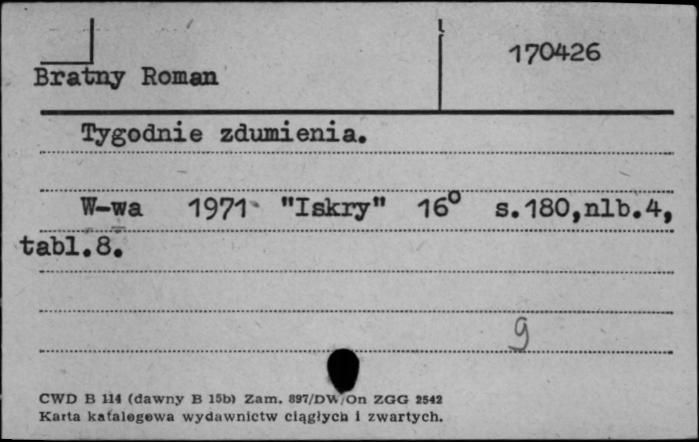 170426
Bratny Roman
Tygodnie zdumienia.
W-wa 1971 "Iskry" 16° s.180,nlb.4,
tabl.8.
g
CWD B 114 (dawny B 15b) Zam. 897/DW/On ZGG 2542
Karta katalogowa wydawnictw ciągłych i zwartych.